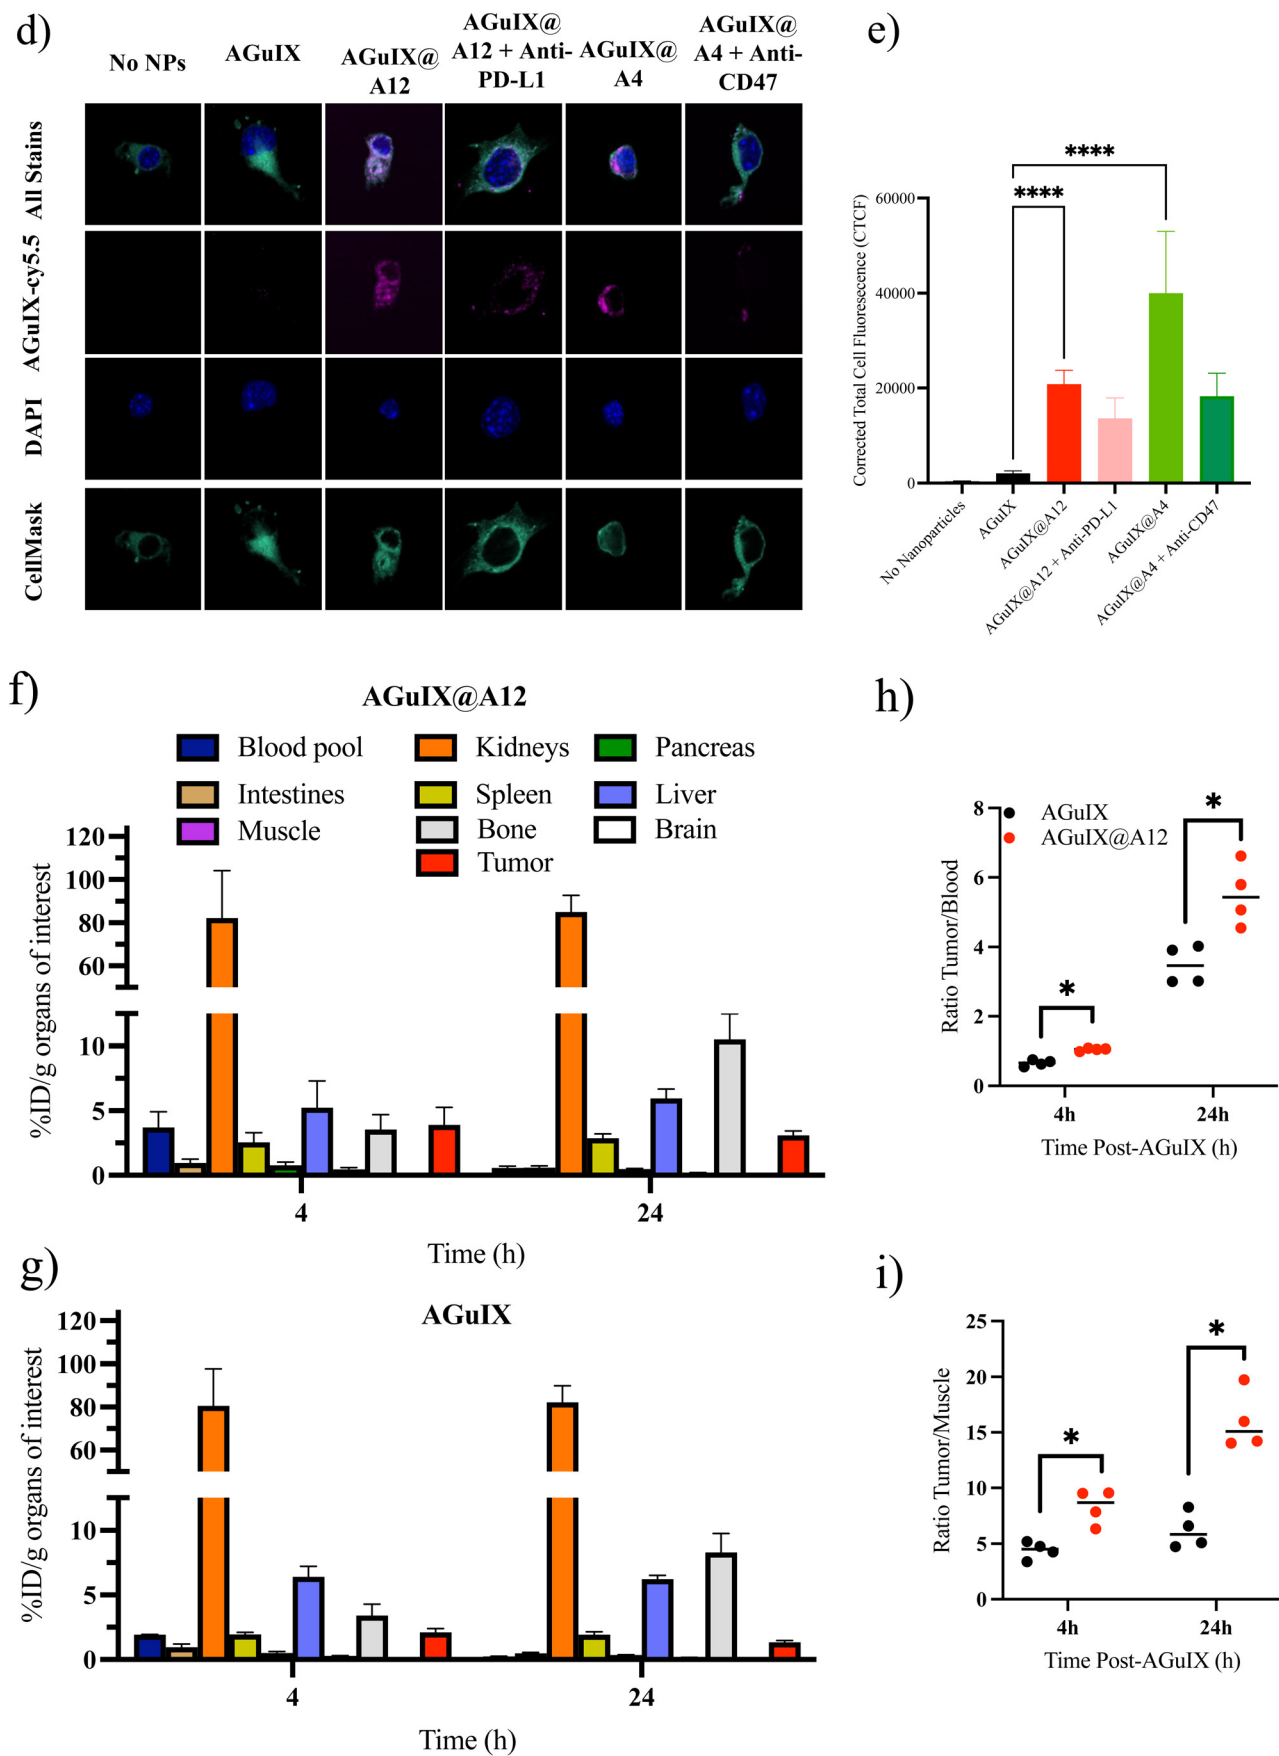 d)
No NPs
AGuIX
AGuIX@
A12
AGuIX@
A12 + Anti-
PD-L1
AGuIX@
A4
AGuIX@
A4 + Anti-
CD47
All Stains
AGuIX-cy5.5
DAPI
CellMask
e)
Corrected Total Cell Fluoresecence (CTCF)
60000
40000
20000
0
****
****
No Nanoparticles
AGuIX
AGuIX@A12
AGuIX@A12 + Anti-PD-L1
AGuIX@A4
AGuIX@A4 + Anti-CD47
f)
AGuIX@A12
Blood pool
Kidneys
Pancreas
Intestines
Spleen
Liver
Muscle
Bone
Brain
Tumor
%ID/g organs of interest
120
100
80
60
10
5
0
4
24
Time (h)
g)
AGuIX
%ID/g organs of interest
120
100
80
60
10
5
0
4
24
Time (h)
h)
AGuIX
AGuIX@A12
Ratio Tumor/Blood
8
6
4
2
0
*
*
4h
24h
Time Post-AGuIX (h)
i)
Ratio Tumor/Muscle
25
20
15
10
5
0
*
*
4h
24h
Time Post-AGuIX (h)